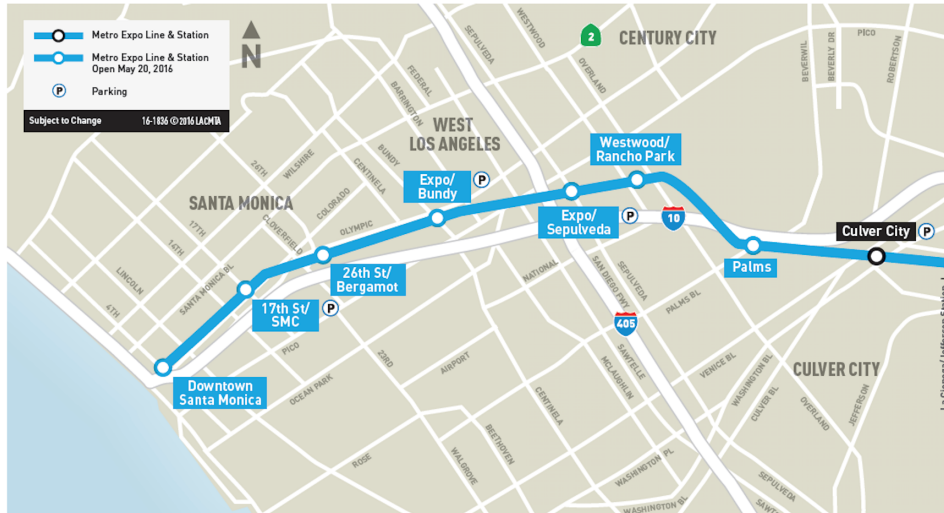 Metro Expo Line & Station
Metro Expo Line & Station
Open May 20, 2016
P
Parking
Subject to Change
16-1836 ©2016 LACMTA
N
SEPULVEDA
WESTWOOD
2
OVERLAND
CENTURY CITY
BEVERWIL
BEVERLY DR
PICO
ROBERTSON
FEDERAL
BARRINGTON
WEST
LOS ANGELES
26TH
WILSHIRE
BUNDY
CENTINELA
Westwood/
Rancho Park
Expo/
Bundy
P
SANTA MONICA
17TH
14TH
CLOVERFIELD
COLORADO
OLYMPIC
Expo/
Sepulveda
P
10
Culver City
P
LINCOLN
4TH
SANTA MONICA BL
26th St/
Bergamot
NATIONAL
SAN DIEGO FWY
SEPULVEDA
PALMS BL
Palms
17th St/
SMC
P
PICO
405
Downtown
Santa Monica
OCEAN PARK
23RD
AIRPORT
SAWTELLE
MCLAUGHLIN
VENICE BL
WASHINGTON BL
CULVER BL
CULVER CITY
OVERLAND
JEFFERSON
ROSE
WALGROVE
BEETHOVEN
CENTINELA
WASHINGTON PL
WASHINGTON BL
SEPULVEDA